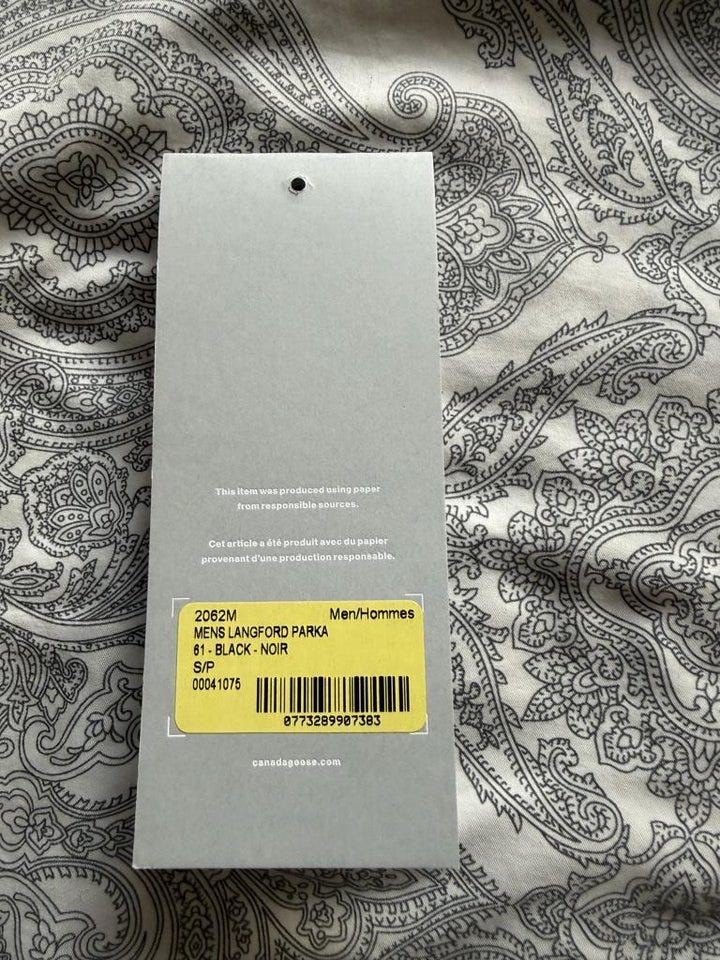 This item was produced using paper
from responsible sources.
Cet article a été produit avec du papier
provenant d'une production responsable.
2062M Men/Hommes
MENS LANGFORD PARKA
61 - BLACK - NOIR
S/P
00041075
0773289907383
canadagoose.com